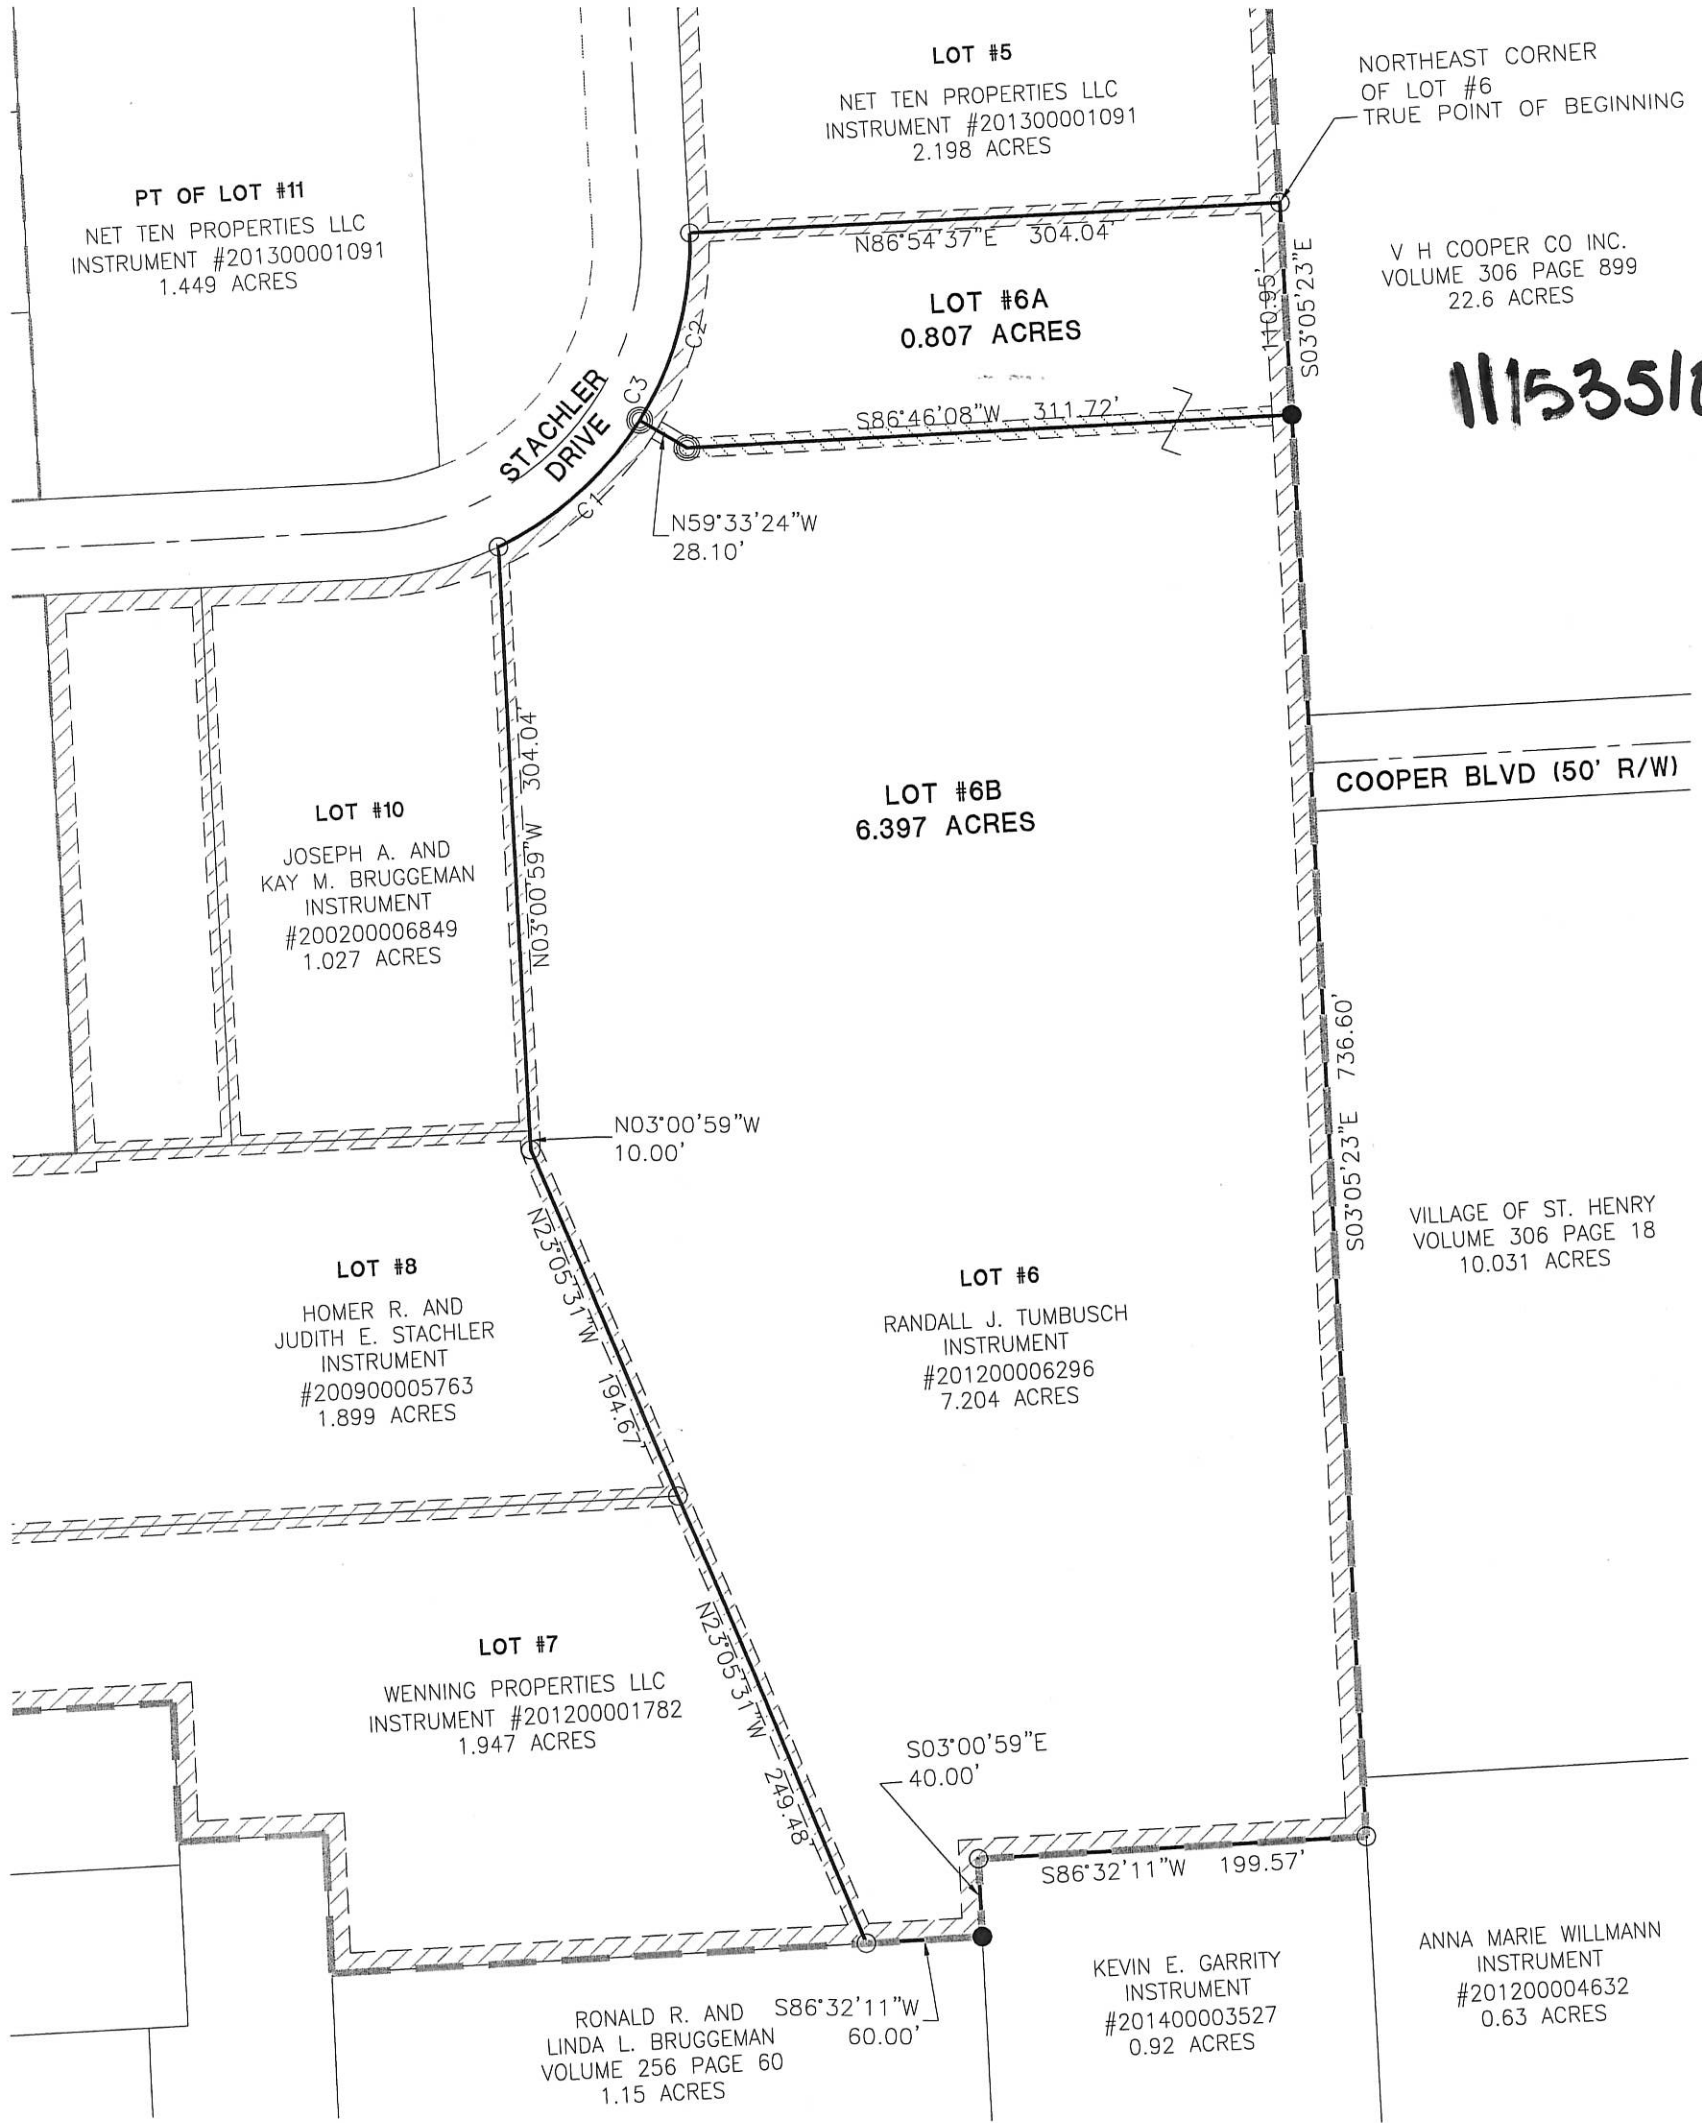 LOT #5
NET TEN PROPERTIES LLC
INSTRUMENT #201300001091
2.198 ACRES
NORTHEAST CORNER
OF LOT #6
TRUE POINT OF BEGINNING
PT OF LOT #11
NET TEN PROPERTIES LLC
INSTRUMENT #201300001091
1.449 ACRES
N86°54'37"E 304.04'
V H COOPER CO INC.
VOLUME 306 PAGE 899
22.6 ACRES
110.95'
S03°05'23"E
LOT #6A
0.807 ACRES
C2
C3
C1
STACHLER
DRIVE
S86°46'08"W 311.72'
N59°33'24"W
28.10'
COOPER BLVD (50' R/W)
LOT #6B
6.397 ACRES
N03°00'59"W 304.04'
LOT #10
JOSEPH A. AND
KAY M. BRUGGEMAN
INSTRUMENT
#200200006849
1.027 ACRES
S03°05'23"E 736.60'
N03°00'59"W
10.00'
VILLAGE OF ST. HENRY
VOLUME 306 PAGE 18
10.031 ACRES
LOT #8
HOMER R. AND
JUDITH E. STACHLER
INSTRUMENT
#200900005763
1.899 ACRES
N23°05'31"W 194.67'
LOT #6
RANDALL J. TUMBUSCH
INSTRUMENT
#201200006296
7.204 ACRES
LOT #7
WENNING PROPERTIES LLC
INSTRUMENT #201200001782
1.947 ACRES
N23°05'31"W 249.48'
S03°00'59"E
40.00'
S86°32'11"W 199.57'
RONALD R. AND
LINDA L. BRUGGEMAN
VOLUME 256 PAGE 60
1.15 ACRES
S86°32'11"W
60.00'
KEVIN E. GARRITY
INSTRUMENT
#201400003527
0.92 ACRES
ANNA MARIE WILLMANN
INSTRUMENT
#201200004632
0.63 ACRES